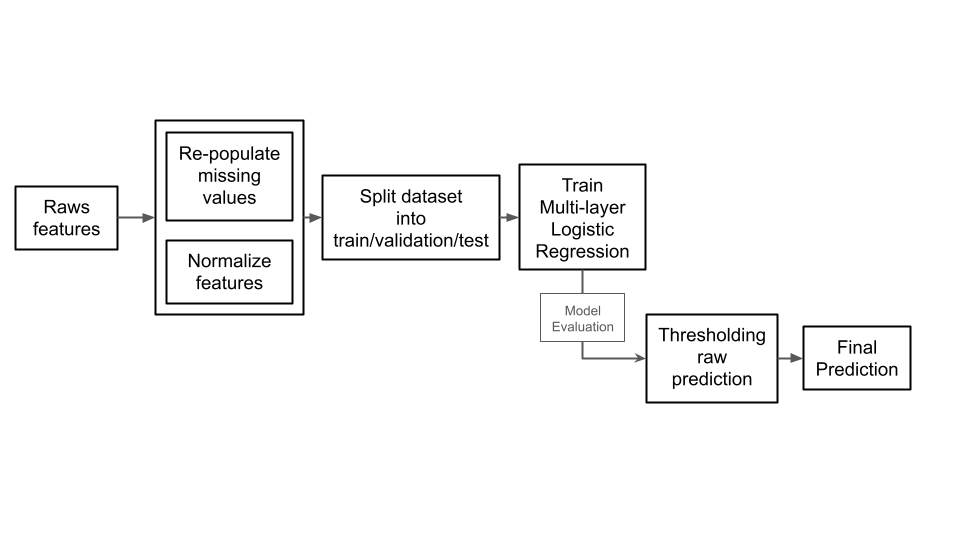 Raws
features
Re-populate
missing
values
Normalize
features
Split dataset
into
train/validation/test
Train
Multi-layer
Logistic
Regression
Model
Evaluation
Thresholding
raw
prediction
Final
Prediction